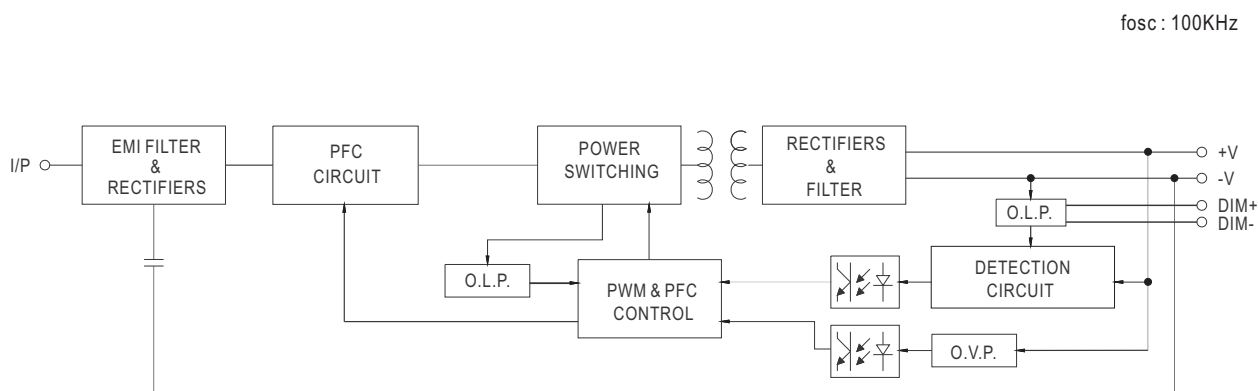 fosc : 100KHz
I/P
EMI FILTER
&
RECTIFIERS
PFC
CIRCUIT
POWER
SWITCHING
RECTIFIERS
&
FILTER
+V
-V
DIM+
DIM-
O.L.P.
O.L.P.
PWM & PFC
CONTROL
DETECTION
CIRCUIT
O.V.P.